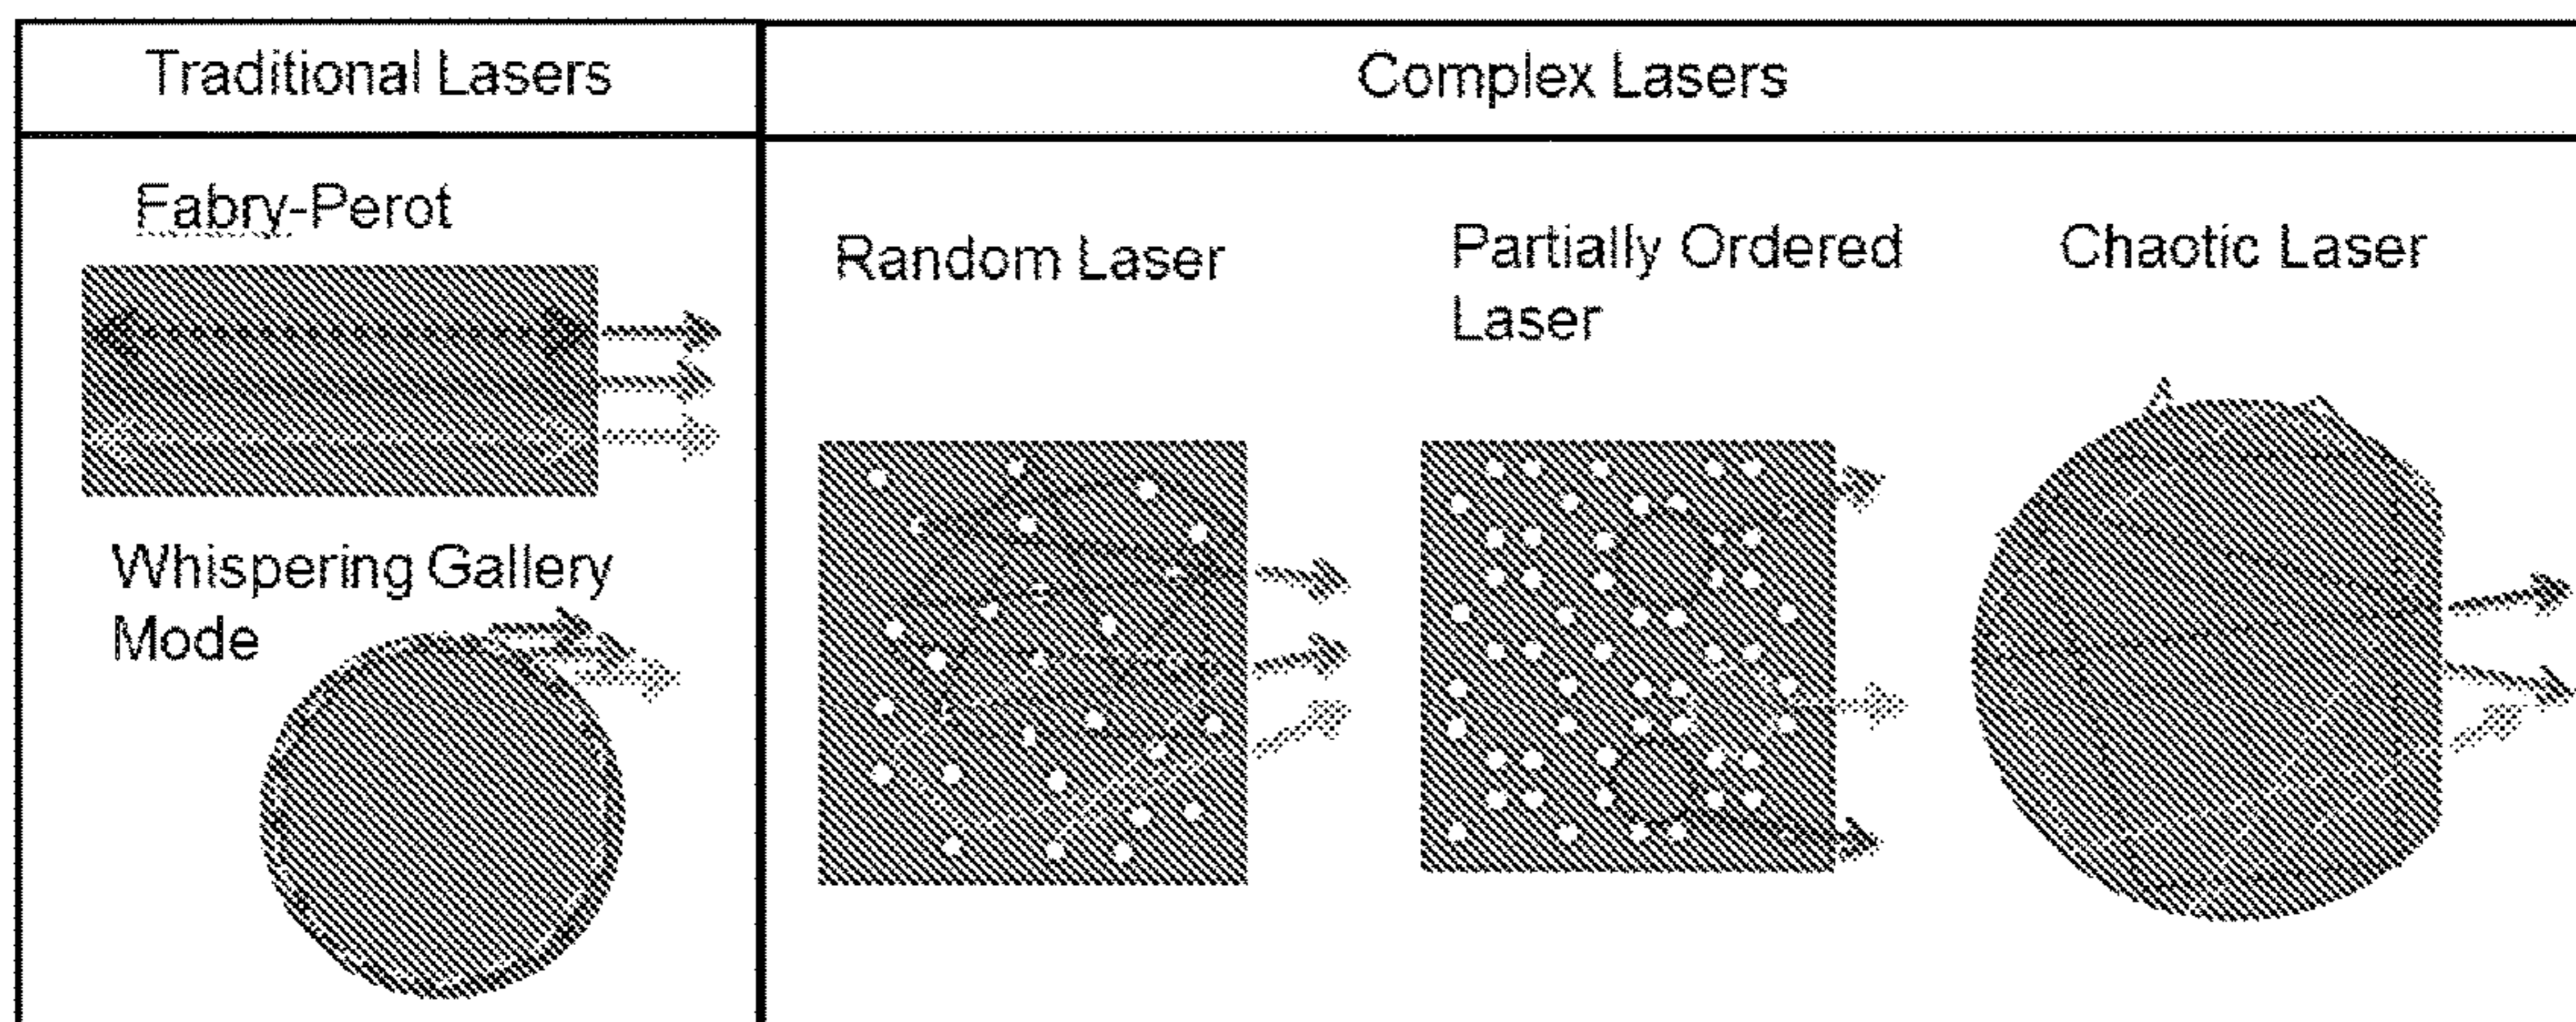 Traditional Lasers
Complex Lasers
Fabry-Perot
Whispering Gallery
Mode
Random Laser
Partially Ordered
Laser
Chaotic Laser